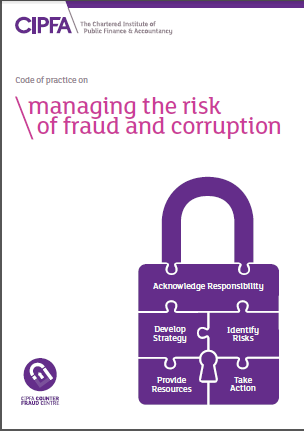 CIPFA
The Chartered Institute of
Public Finance & Accountancy
Code of practice on
managing the risk
of fraud and corruption
Acknowledge Responsibility
Develop
Strategy
Identify
Risks
Provide
Resources
Take
Action
CIPFA COUNTER
FRAUD CENTRE